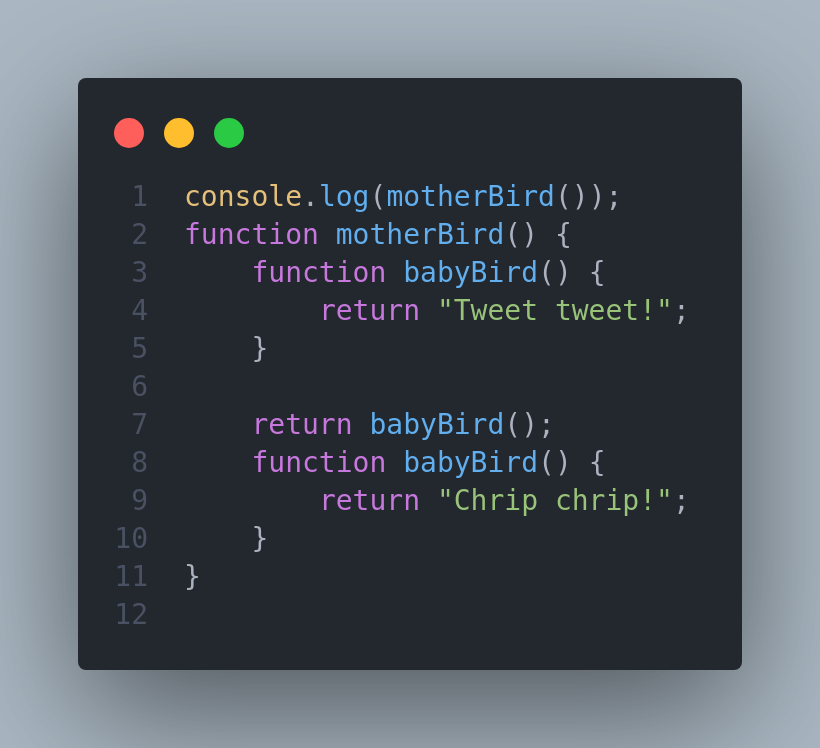 1 console.log(motherBird());
2 function motherBird() {
3     function babyBird() {
4         return "Tweet tweet!";
5     }
6
7     return babyBird();
8     function babyBird() {
9         return "Chrip chrip!";
10     }
11 }
12